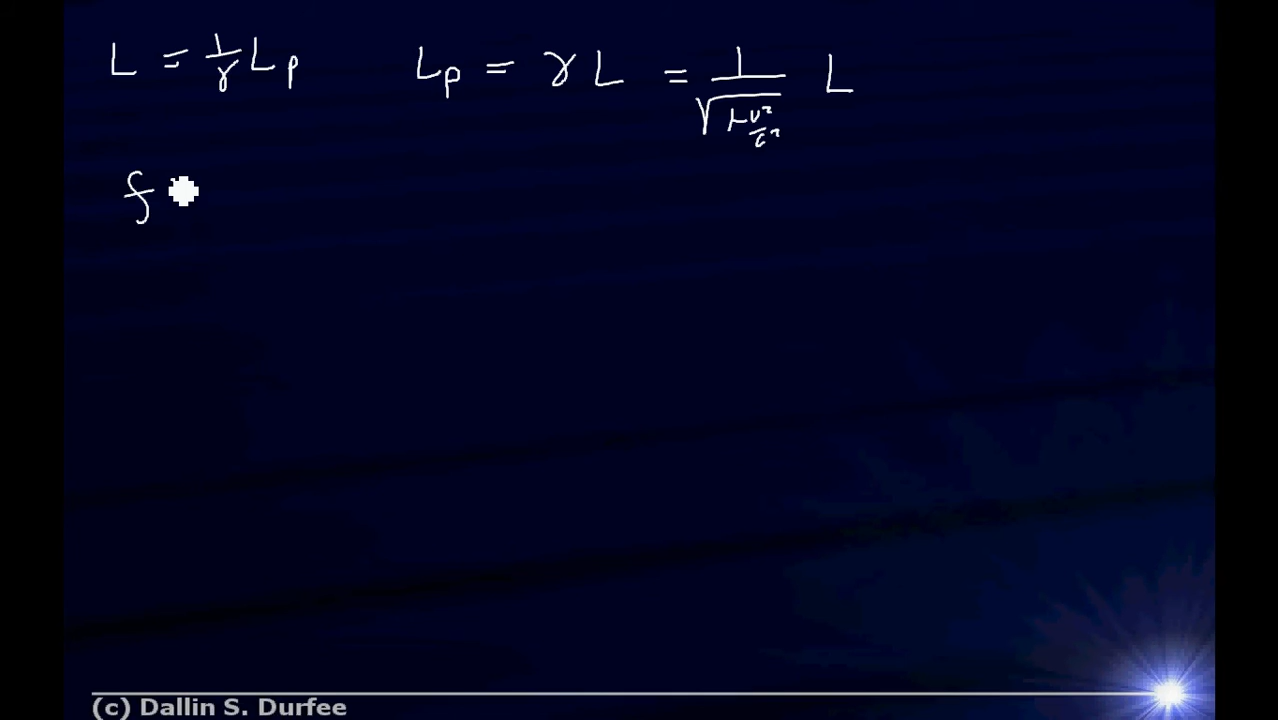 L = 1/γ Lp   Lp = γ L = 1/√(1-v²/c²) L
f
(c) Dallin S. Durfee